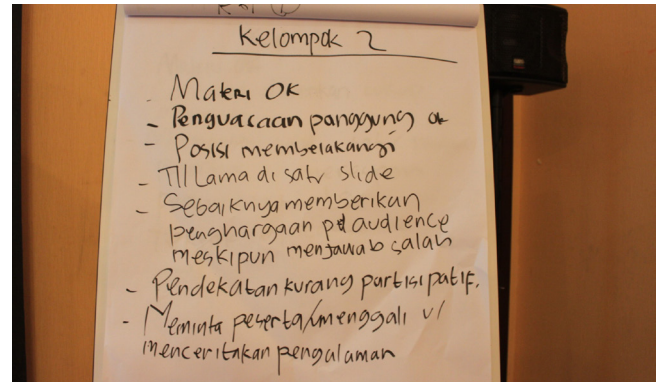 Kelompok 2
- Materi OK
- Penguasaan panggung ok
- Posisi membelakangi
- Tll Lama di satu slide
- Sebaiknya memberikan
penghargaan pd audience
meskipun menjawab salah
- Pendekatan kurang partisipatif.
- Meminta peserta/menggali u/
menceritakan pengalaman